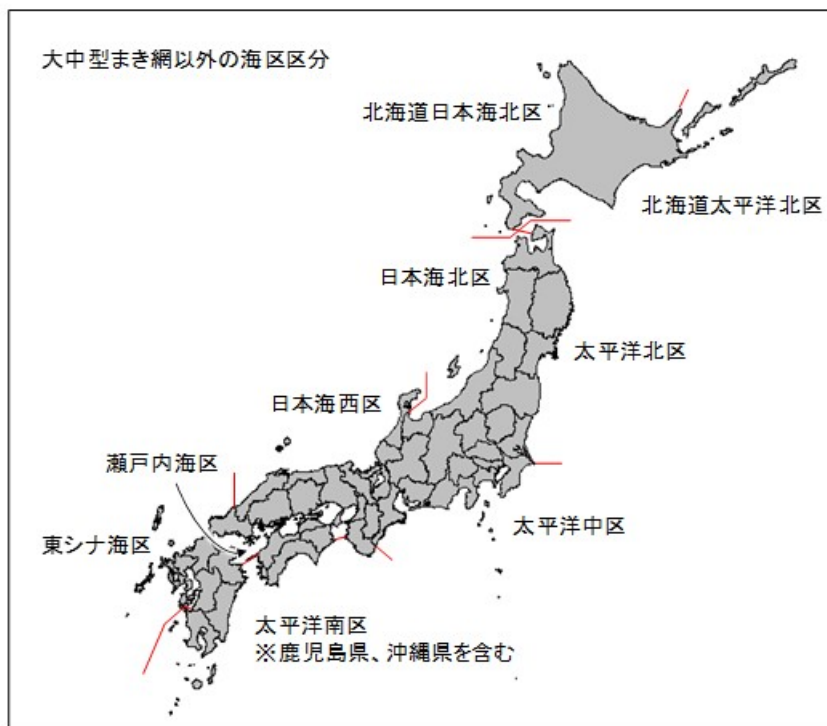 大中型まき網以外の海区区分
北海道日本海北区
北海道太平洋北区
日本海北区
太平洋北区
日本海西区
瀬戸内海区
太平洋中区
東シナ海区
太平洋南区
※鹿児島県、沖縄県を含む